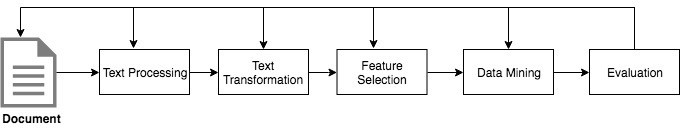 Document
Text Processing
Text
Transformation
Feature
Selection
Data Mining
Evaluation